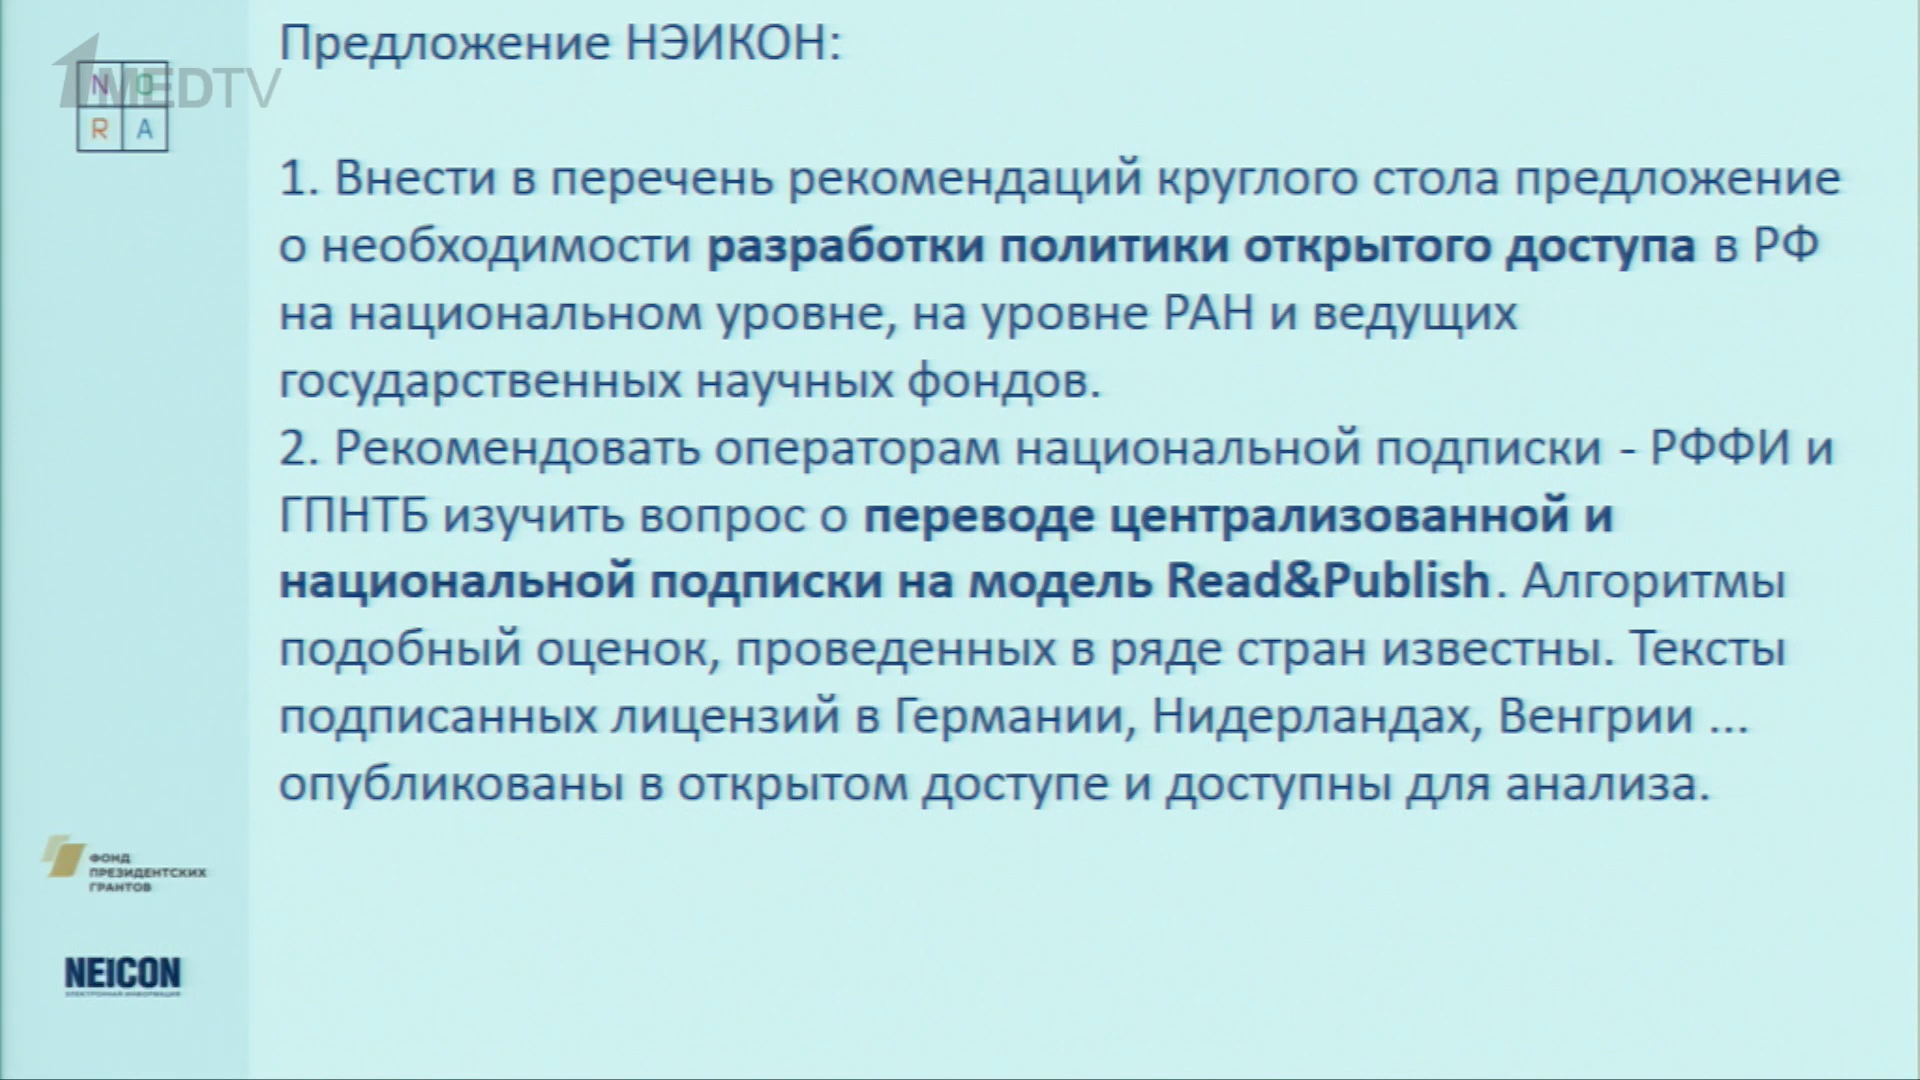 Предложение НЭИКОН:
1MEDTV
N O
R A
1. Внести в перечень рекомендаций круглого стола предложение
о необходимости разработки политики открытого доступа в РФ
на национальном уровне, на уровне РАН и ведущих
государственных научных фондов.
2. Рекомендовать операторам национальной подписки - РФФИ и
ГПНТБ изучить вопрос о переводе централизованной и
национальной подписки на модель Read&Publish. Алгоритмы
подобный оценок, проведенных в ряде стран известны. Тексты
подписанных лицензий в Германии, Нидерландах, Венгрии ...
опубликованы в открытом доступе и доступны для анализа.
ФОНД
ПРЕЗИДЕНТСКИХ
ГРАНТОВ
NEICON
ЭЛЕКТРОННАЯ ИНФОРМАЦИЯ